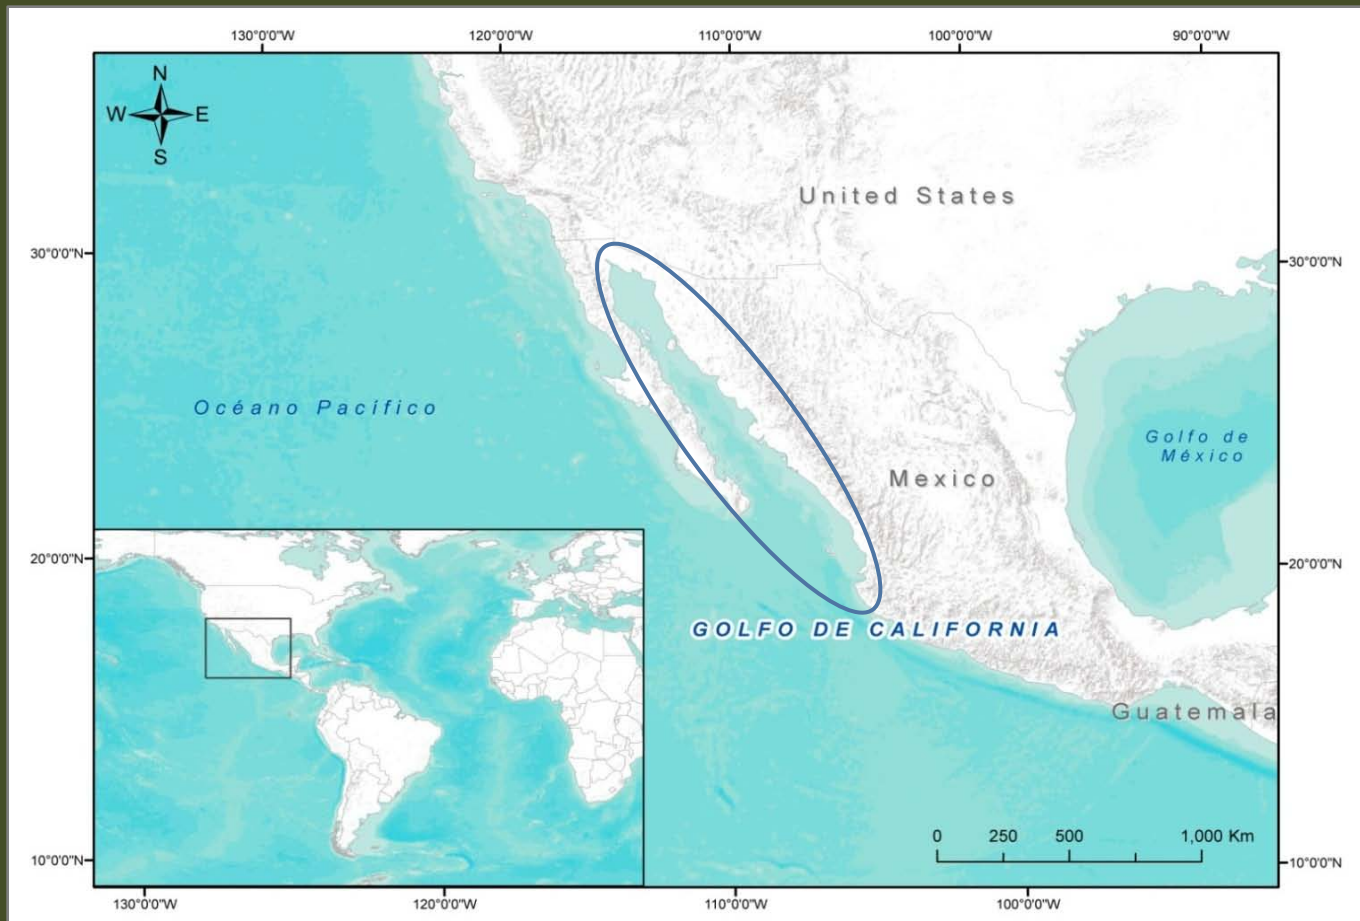 130°0'0"W 120°0'0"W 110°0'0"W 100°0'0"W 90°0'0"W
N
W E
S
United States
30°0'0"N 30°0'0"N
Océano Pacífico
Golfo de
México
Mexico
20°0'0"N 20°0'0"N
GOLFO DE CALIFORNIA
Guatemala
0 250 500 1,000 Km
10°0'0"N 10°0'0"N
130°0'0"W 120°0'0"W 110°0'0"W 100°0'0"W